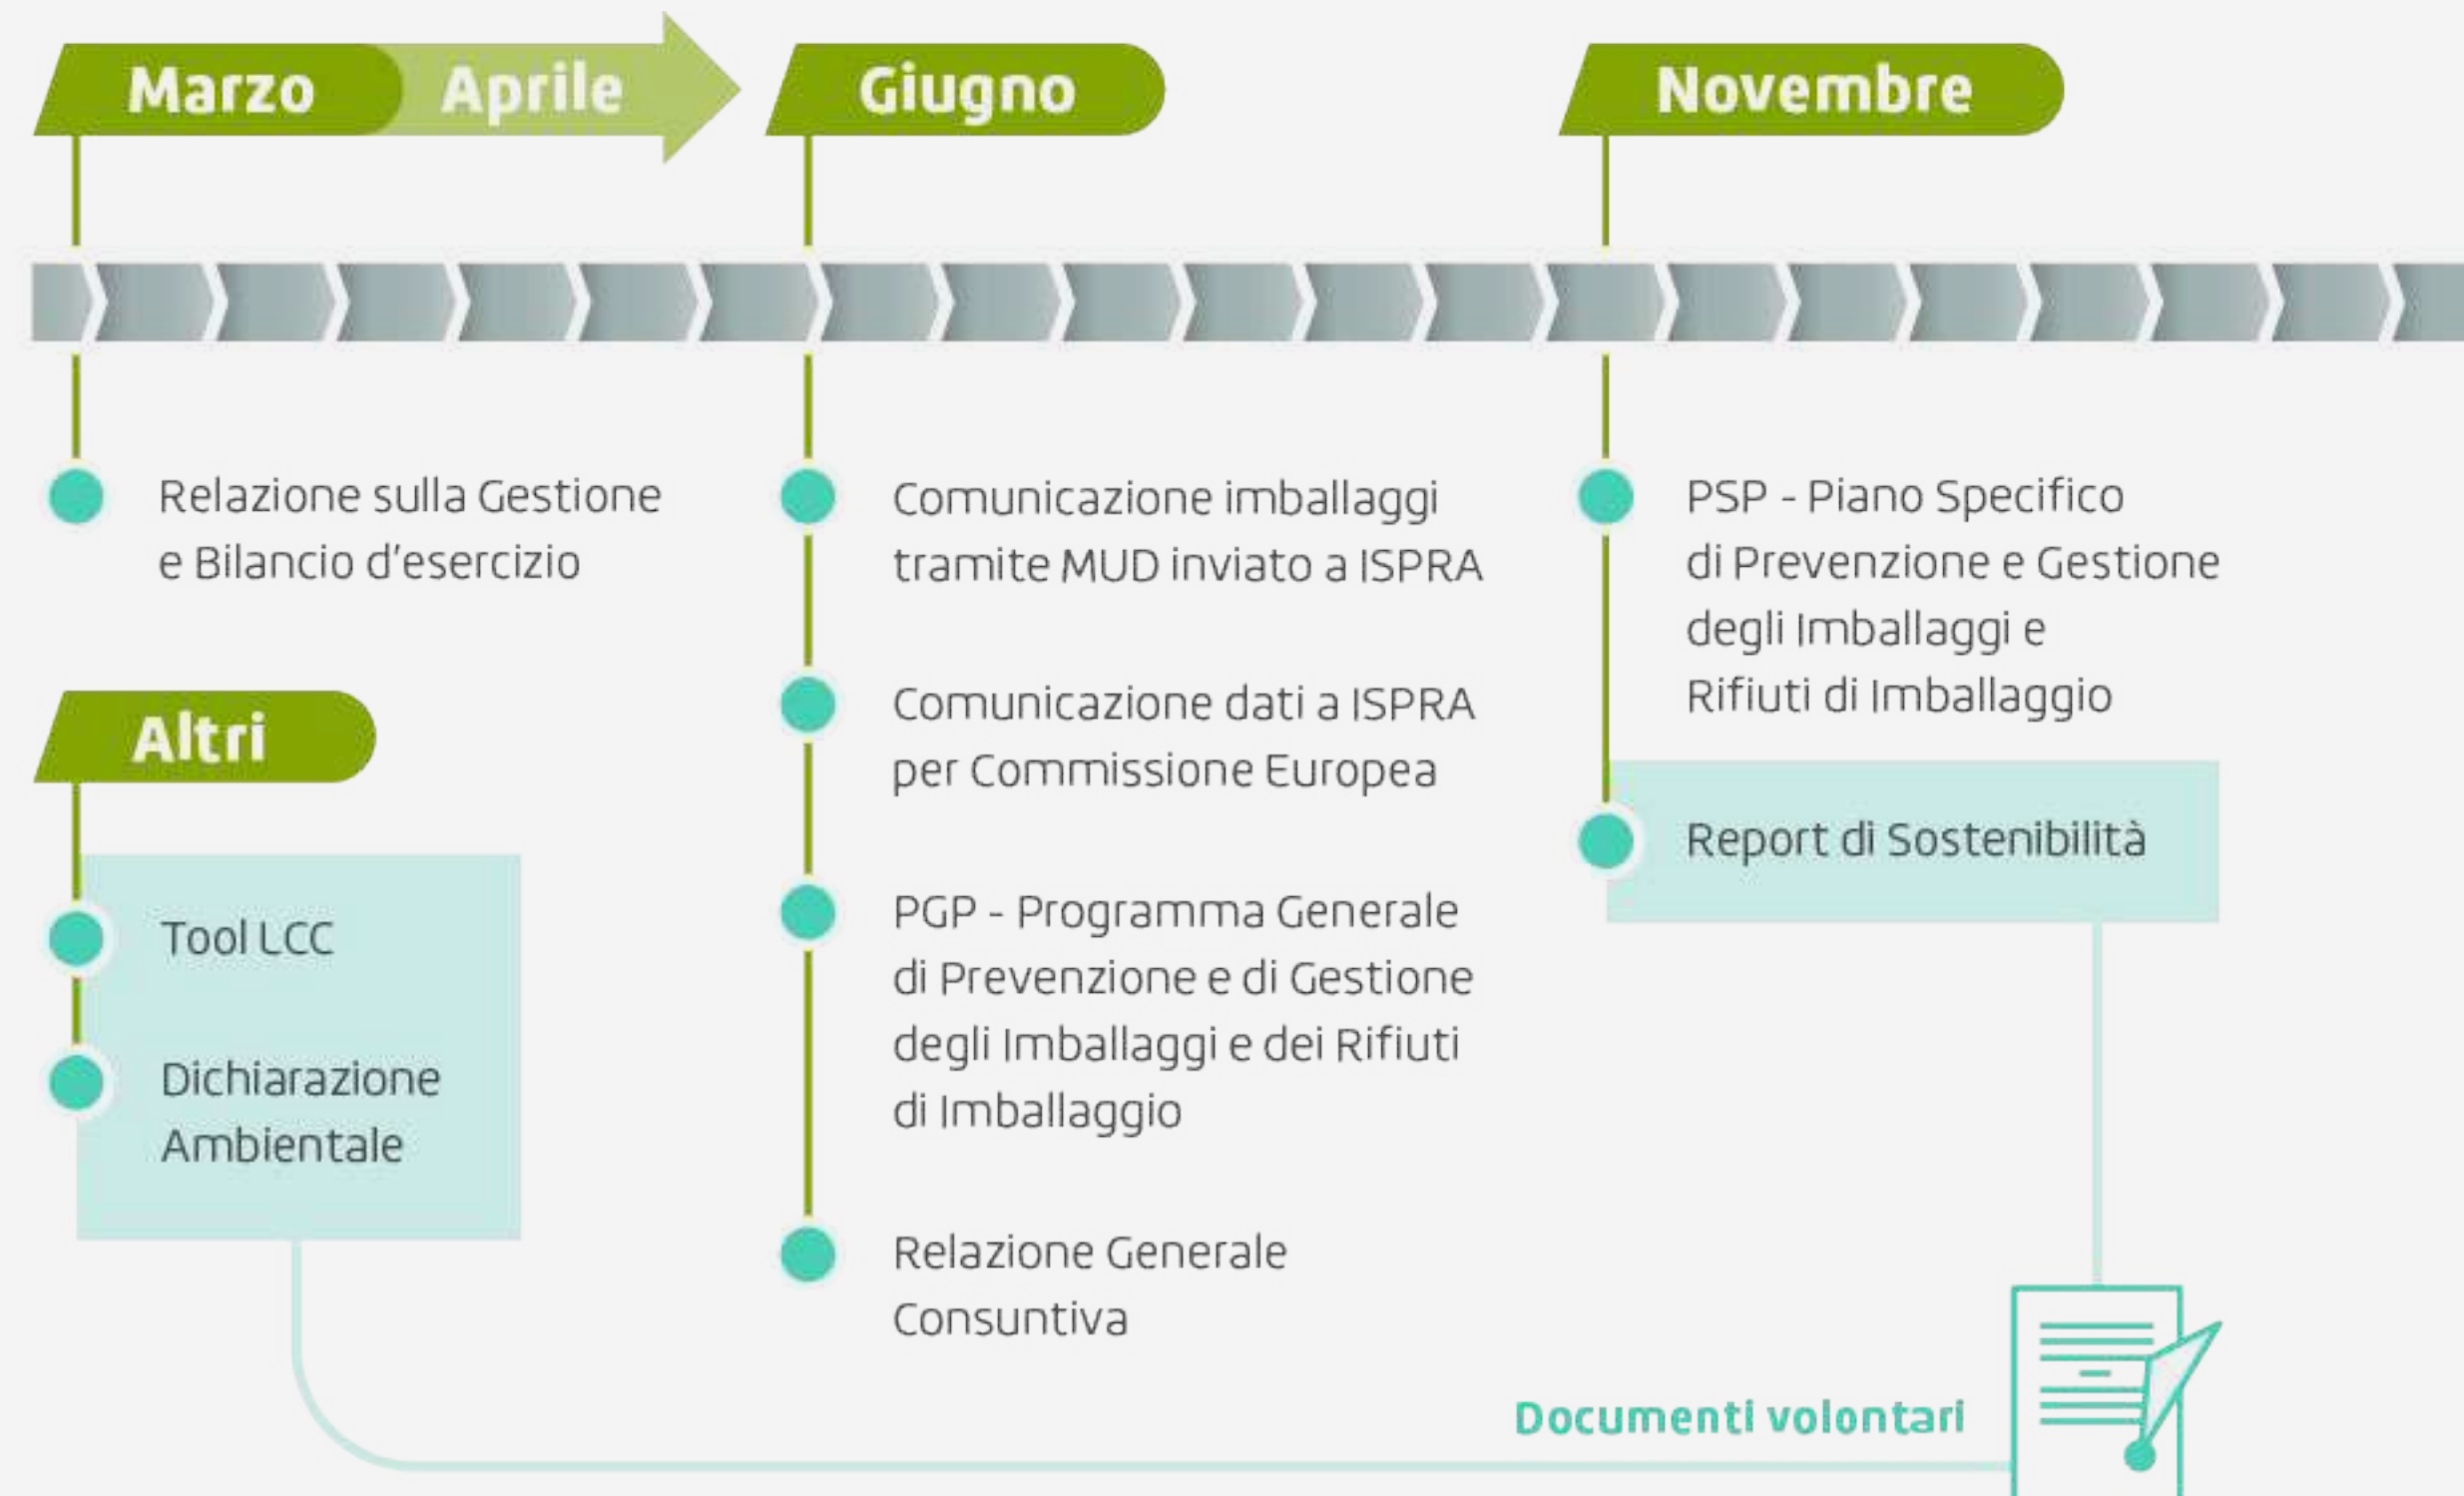 Marzo
Aprile
Giugno
Novembre
Relazione sulla Gestione
e Bilancio d'esercizio
Altri
Tool LCC
Dichiarazione
Ambientale
Comunicazione imballaggi
tramite MUD inviato a ISPRA
Comunicazione dati a ISPRA
per Commissione Europea
PGP - Programma Generale
di Prevenzione e di Gestione
degli Imballaggi e dei Rifiuti
di Imballaggio
Relazione Generale
Consuntiva
PSP - Piano Specifico
di Prevenzione e Gestione
degli Imballaggi e
Rifiuti di Imballaggio
Report di Sostenibilità
Documenti volontari